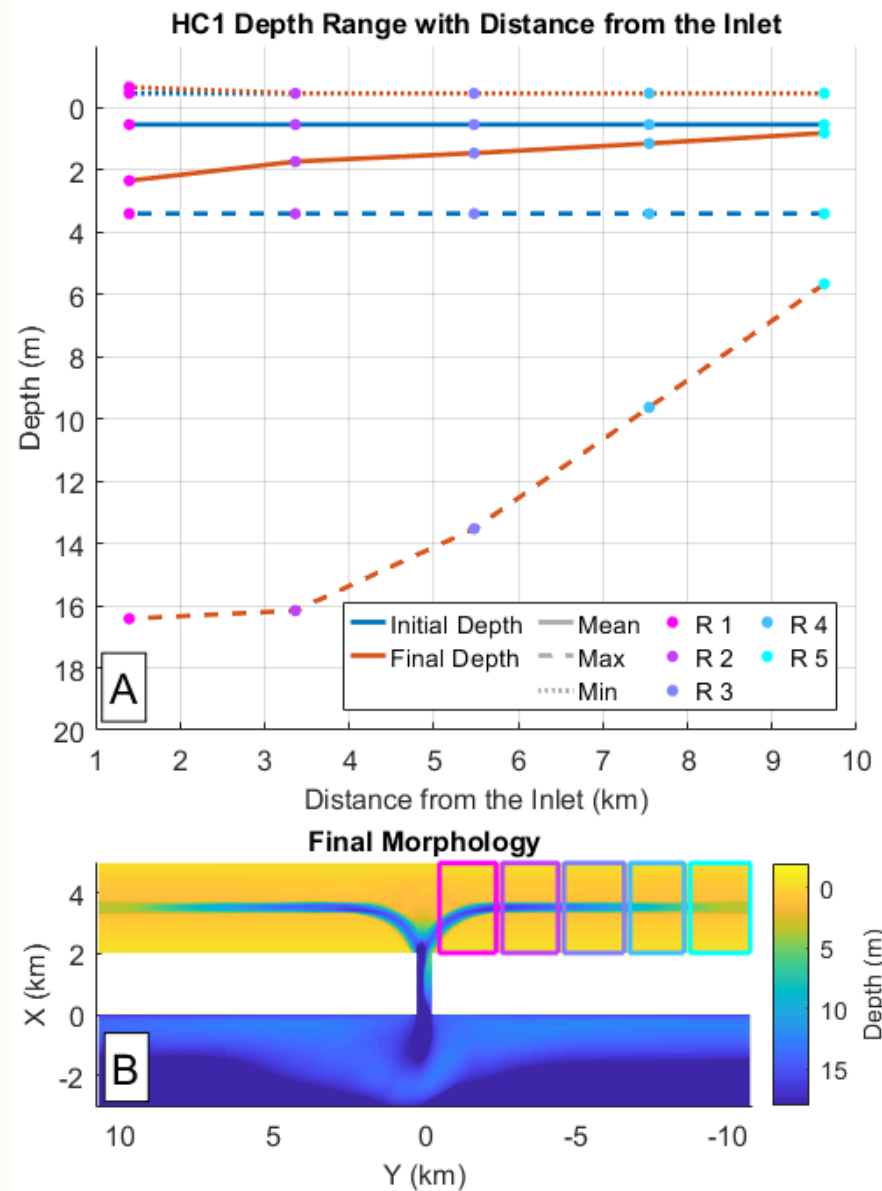 HC1 Depth Range with Distance from the Inlet
0
2
4
6
8
10
12
14
16
18
20
Depth (m)
Initial Depth Mean R 1 R 4
Final Depth Max R 2 R 5
Min R 3
A
1 2 3 4 5 6 7 8 9 10
Distance from the Inlet (km)
Final Morphology
4
2
0
-2
X (km)
B
10 5 0 -5 -10
Y (km)
0
5
10
15
Depth (m)